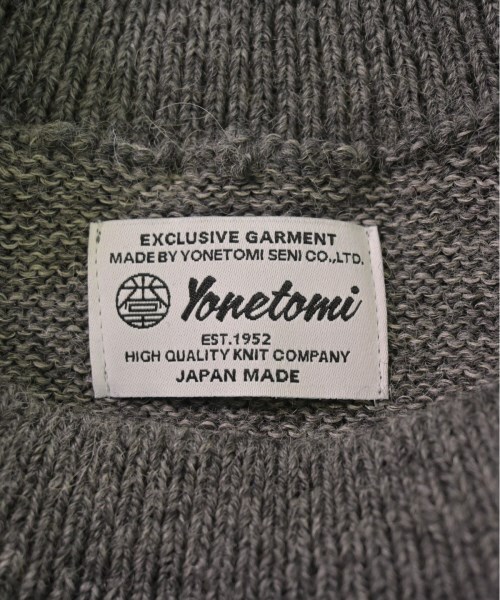 EXCLUSIVE GARMENT
MADE BY YONETOMI SENI CO.,LTD.
Yonetomi
EST.1952
HIGH QUALITY KNIT COMPANY
JAPAN MADE